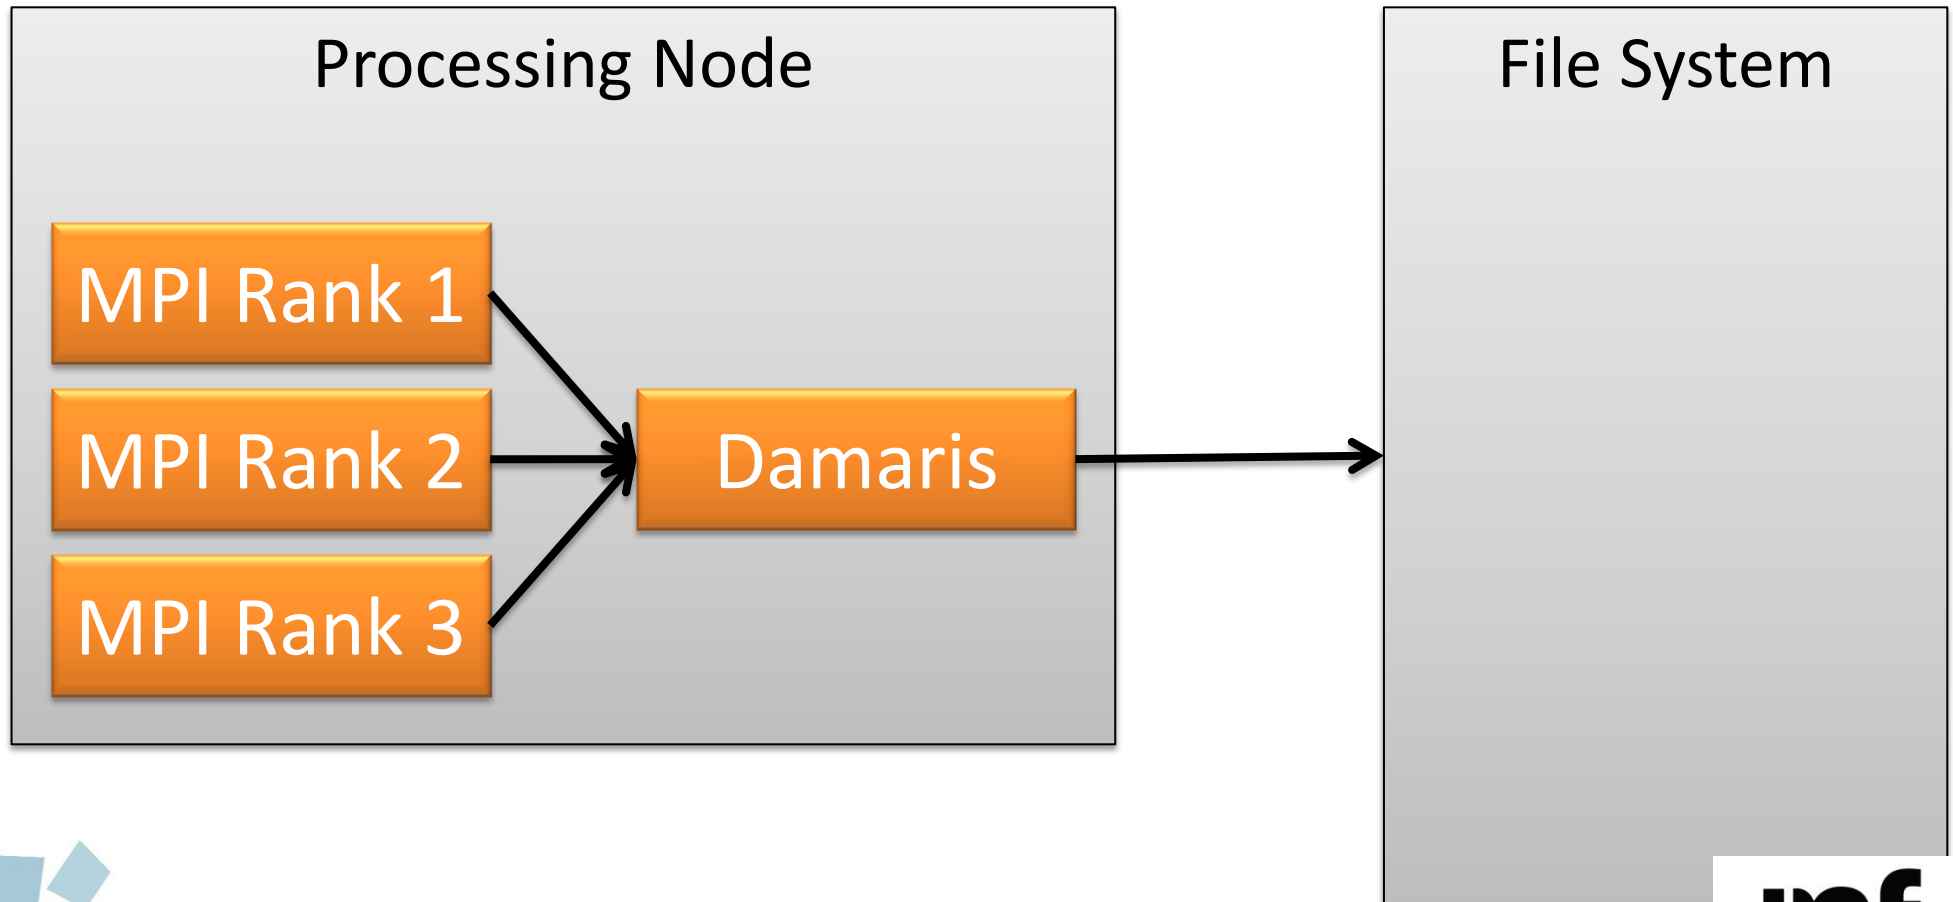 Processing Node
File System
MPI Rank 1
MPI Rank 2
Damaris
MPI Rank 3